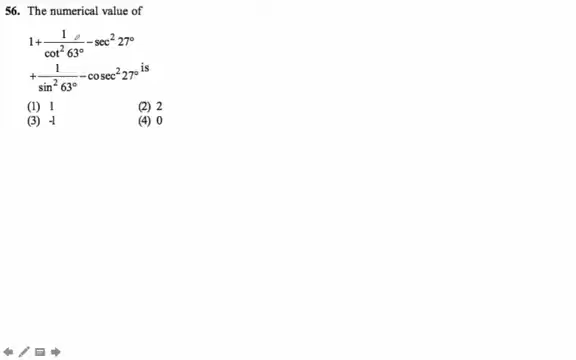 56. The numerical value of
1 + 1/cot² 63° − sec² 27°
+ 1/sin² 63° − cosec² 27° is
(1) 1 (2) 2
(3) -1 (4) 0